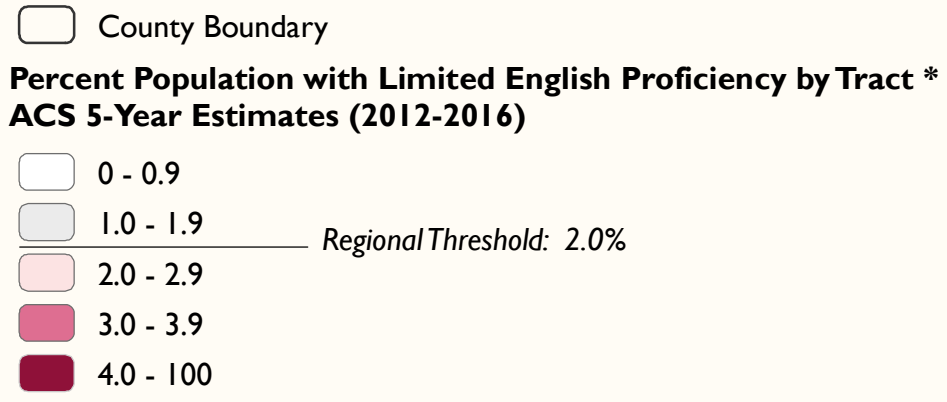 County Boundary
Percent Population with Limited English Proficiency by Tract *
ACS 5-Year Estimates (2012-2016)
0 - 0.9
1.0 - 1.9
Regional Threshold: 2.0%
2.0 - 2.9
3.0 - 3.9
4.0 - 100